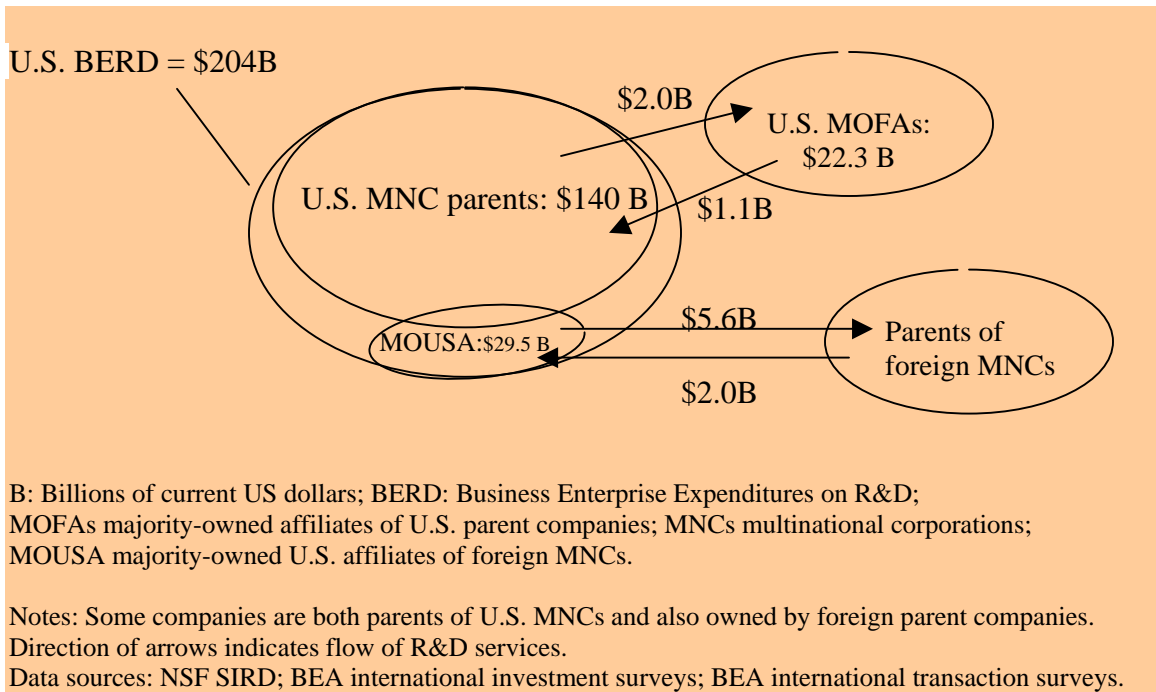 U.S. BERD = $204B
$2.0B
U.S. MOFAs:
$22.3 B
U.S. MNC parents: $140 B
$1.1B
$5.6B
MOUSA:$29.5 B
Parents of
foreign MNCs
$2.0B
B: Billions of current US dollars; BERD: Business Enterprise Expenditures on R&D;
MOFAs majority-owned affiliates of U.S. parent companies; MNCs multinational corporations;
MOUSA majority-owned U.S. affiliates of foreign MNCs.
Notes: Some companies are both parents of U.S. MNCs and also owned by foreign parent companies.
Direction of arrows indicates flow of R&D services.
Data sources: NSF SIRD; BEA international investment surveys; BEA international transaction surveys.